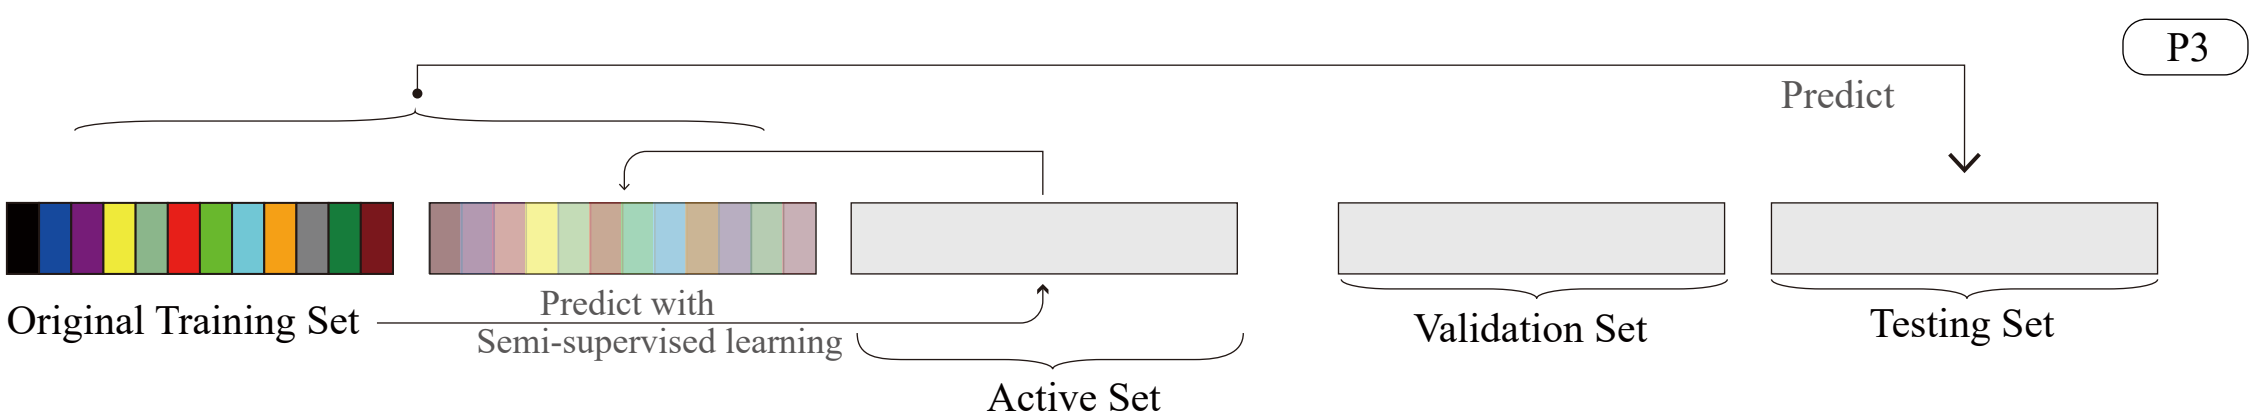 P3
Predict
Predict with
Semi-supervised learning
Original Training Set
Active Set
Validation Set
Testing Set